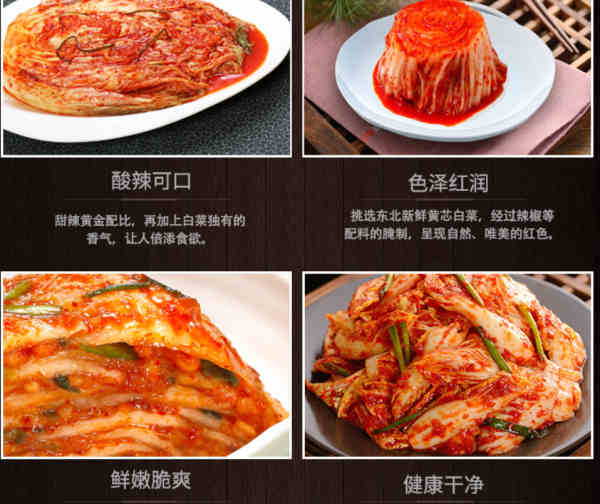 酸辣可口
甜辣黄金配比，再加上白菜独有的
香气，让人倍添食欲。
色泽红润
挑选东北新鲜黄芯白菜，经过辣椒等
配料的腌制，呈现自然、唯美的红色。
鲜嫩脆爽
健康干净